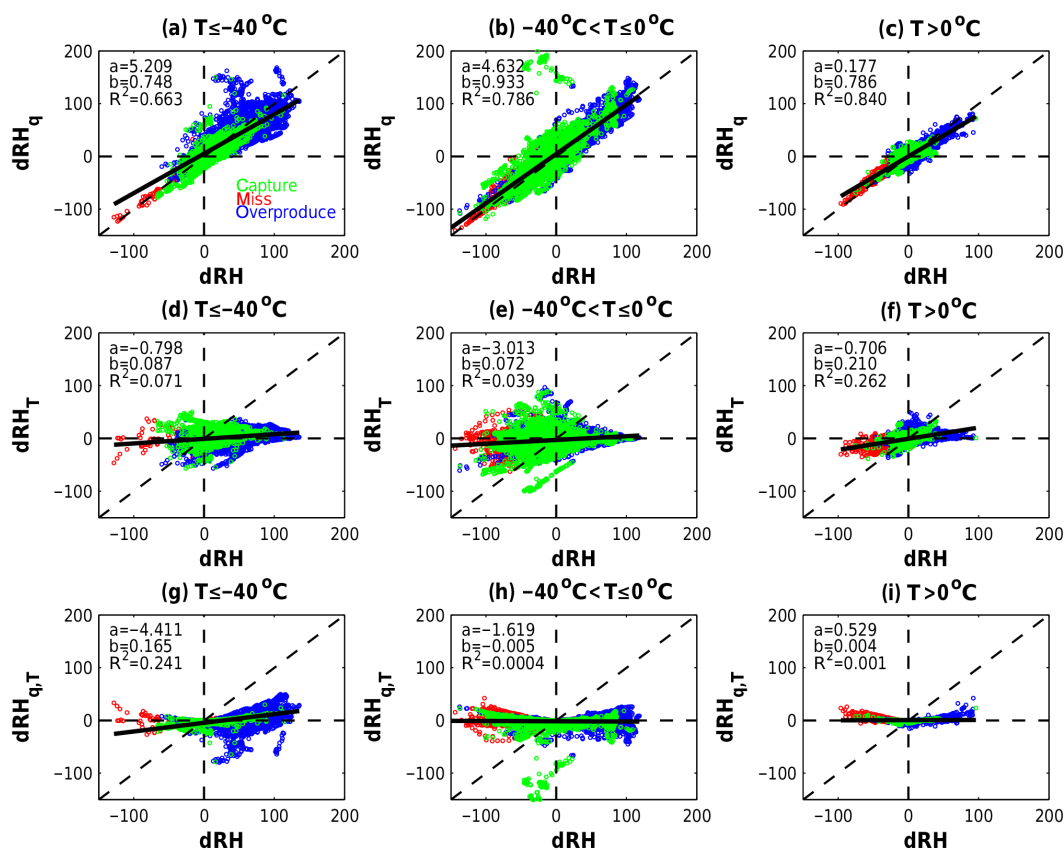 (a) T≤−40 °C
(b) −40°C<T≤0°C
(c) T>0°C
200
100
0
−100
dRHq
a=5.209
b=0.748
R²=0.663
Capture
Miss
Overproduce
−100 0 100 200
dRH
200
100
0
−100
dRHq
a=4.632
b=0.933
R²=0.786
−100 0 100 200
dRH
200
100
0
−100
dRHq
a=0.177
b=0.786
R²=0.840
−100 0 100 200
dRH
(d) T≤−40 °C
(e) −40°C<T≤0°C
(f) T>0°C
200
100
0
−100
dRHT
a=−0.798
b=0.087
R²=0.071
−100 0 100 200
dRH
200
100
0
−100
dRHT
a=−3.013
b=0.072
R²=0.039
−100 0 100 200
dRH
200
100
0
−100
dRHT
a=−0.706
b=0.210
R²=0.262
−100 0 100 200
dRH
(g) T≤−40 °C
(h) −40°C<T≤0°C
(i) T>0°C
200
100
0
−100
dRHq,T
a=−4.411
b=0.165
R²=0.241
−100 0 100 200
dRH
200
100
0
−100
dRHq,T
a=−1.619
b=−0.005
R²=0.0004
−100 0 100 200
dRH
200
100
0
−100
dRHq,T
a=0.529
b=0.004
R²=0.001
−100 0 100 200
dRH